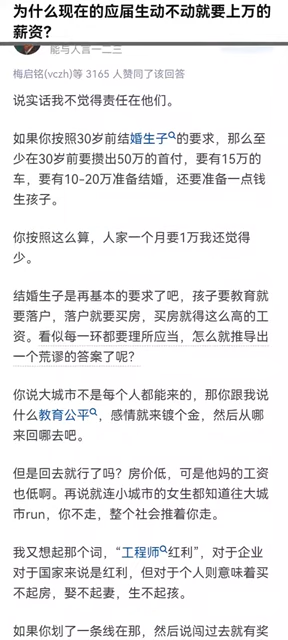 为什么现在的应届生动不动就要上万的
薪资？
能与人言一二三
梅启铭(vczh)等 3165 人赞同了该回答
说实话我不觉得责任在他们。
如果你按照30岁前结婚生子的要求，那么至
少在30岁前要攒出50万的首付，要有15万的
车，要有10-20万准备结婚，还要准备一点钱
生孩子。
你按照这么算，人家一个月要1万我还觉得
少。
结婚生子是再基本的要求了吧，孩子要教育就
要落户，落户就要买房，买房就得这么高的工
资。看似每一环都要理所应当，怎么就推导出
一个荒谬的答案了呢？
你说大城市不是每个人都能来的，那你跟我说
什么教育公平，感情就来镀个金，然后从哪
来回哪去吧。
但是回去就行了吗？房价低，可是他妈的工资
也低啊。再说就连小城市的女生都知道往大城
市run，你不走，整个社会推着你走。
我又想起那个词，“工程师红利”，对于企业
对于国家来说是红利，但对于个人则意味着买
不起房，娶不起妻，生不起孩。
如果你划了一条线在那，然后说闯过去就有奖